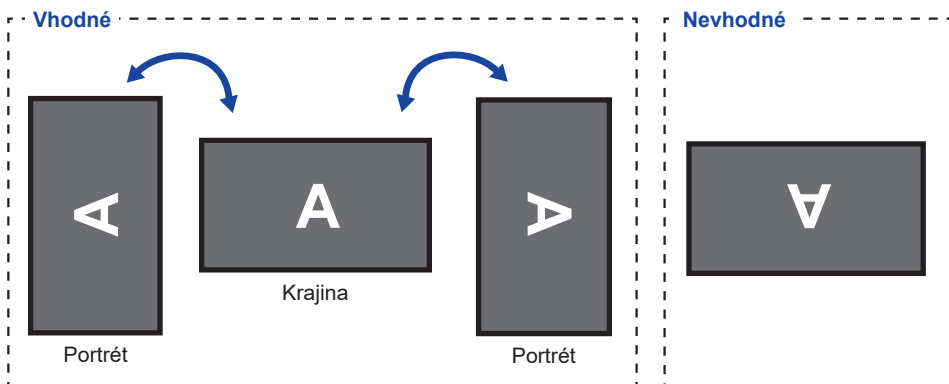 Vhodné
Nevhodné
A
A
A
A
Krajina
Portrét
Portrét